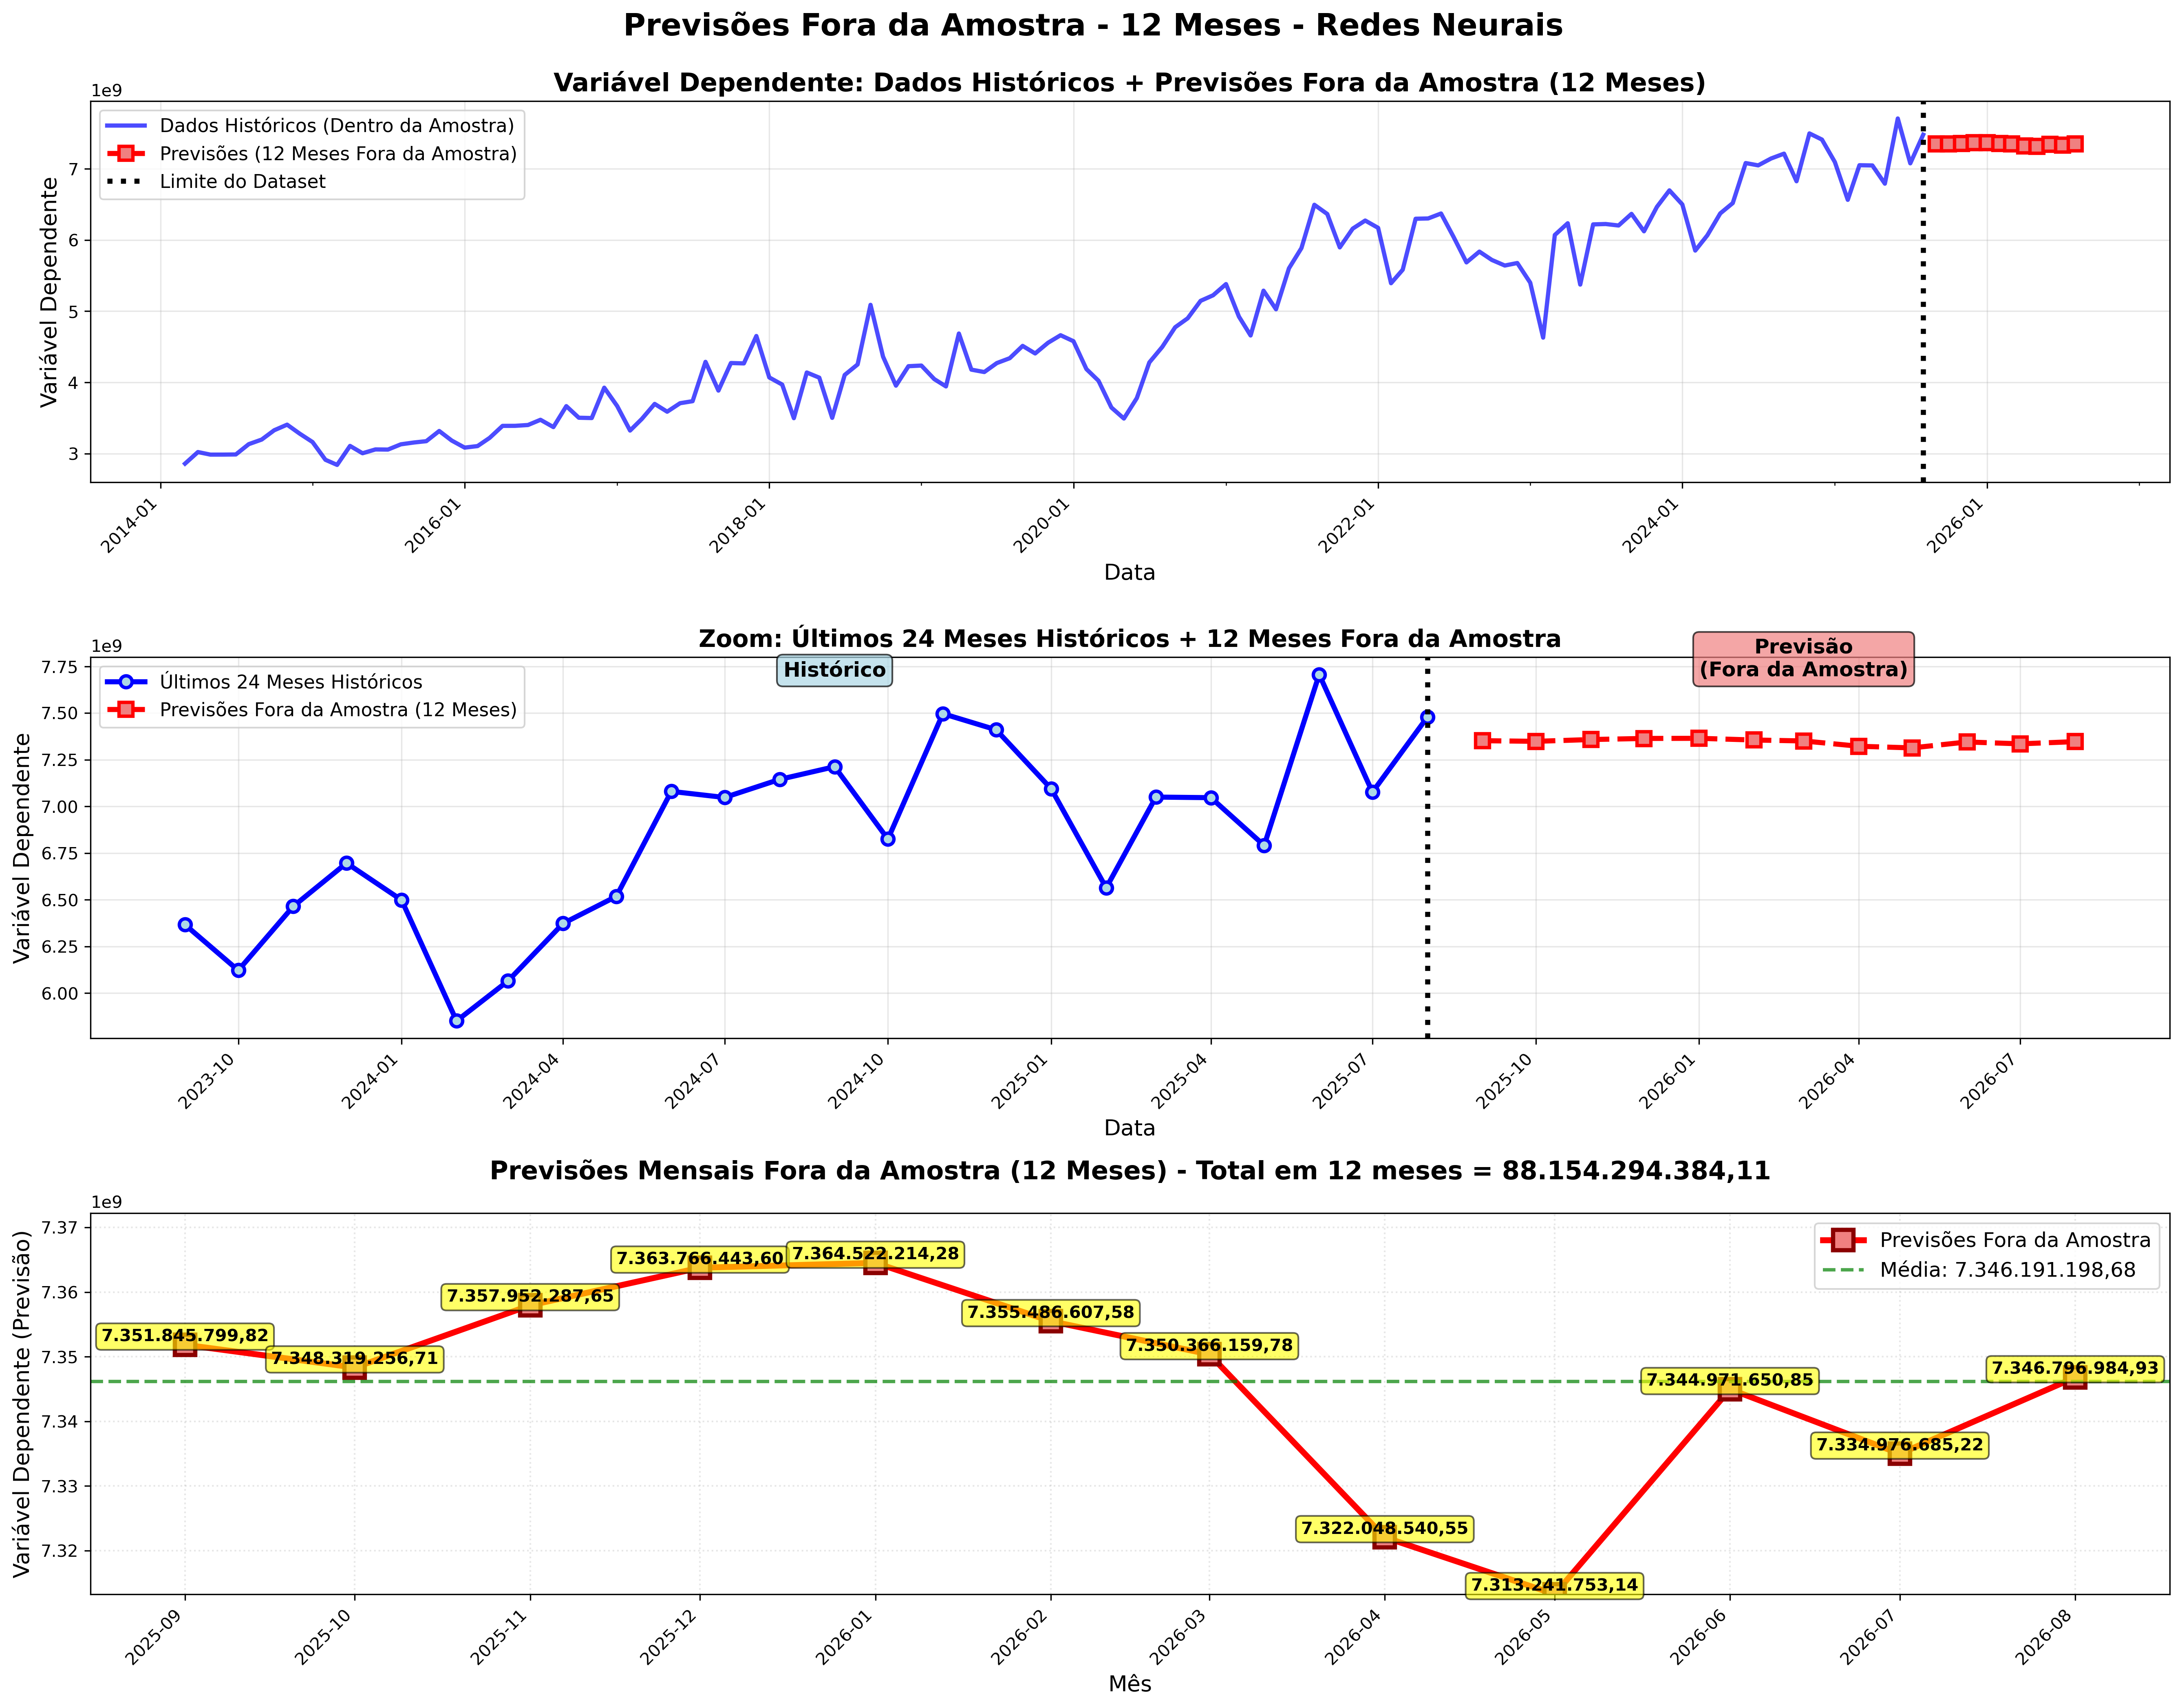 Previsões Fora da Amostra - 12 Meses - Redes Neurais
Variável Dependente: Dados Históricos + Previsões Fora da Amostra (12 Meses)
1e9
Dados Históricos (Dentro da Amostra)
Previsões (12 Meses Fora da Amostra)
Limite do Dataset
Variável Dependente
7
6
5
4
3
2014-01
2016-01
2018-01
2020-01
2022-01
2024-01
2026-01
Data
Zoom: Últimos 24 Meses Históricos + 12 Meses Fora da Amostra
1e9
Últimos 24 Meses Históricos
Previsões Fora da Amostra (12 Meses)
Histórico
Previsão
(Fora da Amostra)
Variável Dependente
7.75
7.50
7.25
7.00
6.75
6.50
6.25
6.00
2023-10
2024-01
2024-04
2024-07
2024-10
2025-01
2025-04
2025-07
2025-10
2026-01
2026-04
2026-07
Data
Previsões Mensais Fora da Amostra (12 Meses) - Total em 12 meses = 88.154.294.384,11
1e9
Previsões Fora da Amostra
Média: 7.346.191.198,68
Variável Dependente (Previsão)
7.37
7.36
7.35
7.34
7.33
7.32
7.351.845.799,82
7.348.319.256,71
7.357.952.287,65
7.363.766.443,60
7.364.522.214,28
7.355.486.607,58
7.350.366.159,78
7.322.048.540,55
7.313.241.753,14
7.344.971.650,85
7.334.976.685,22
7.346.796.984,93
2025-09
2025-10
2025-11
2025-12
2026-01
2026-02
2026-03
2026-04
2026-05
2026-06
2026-07
2026-08
Mês